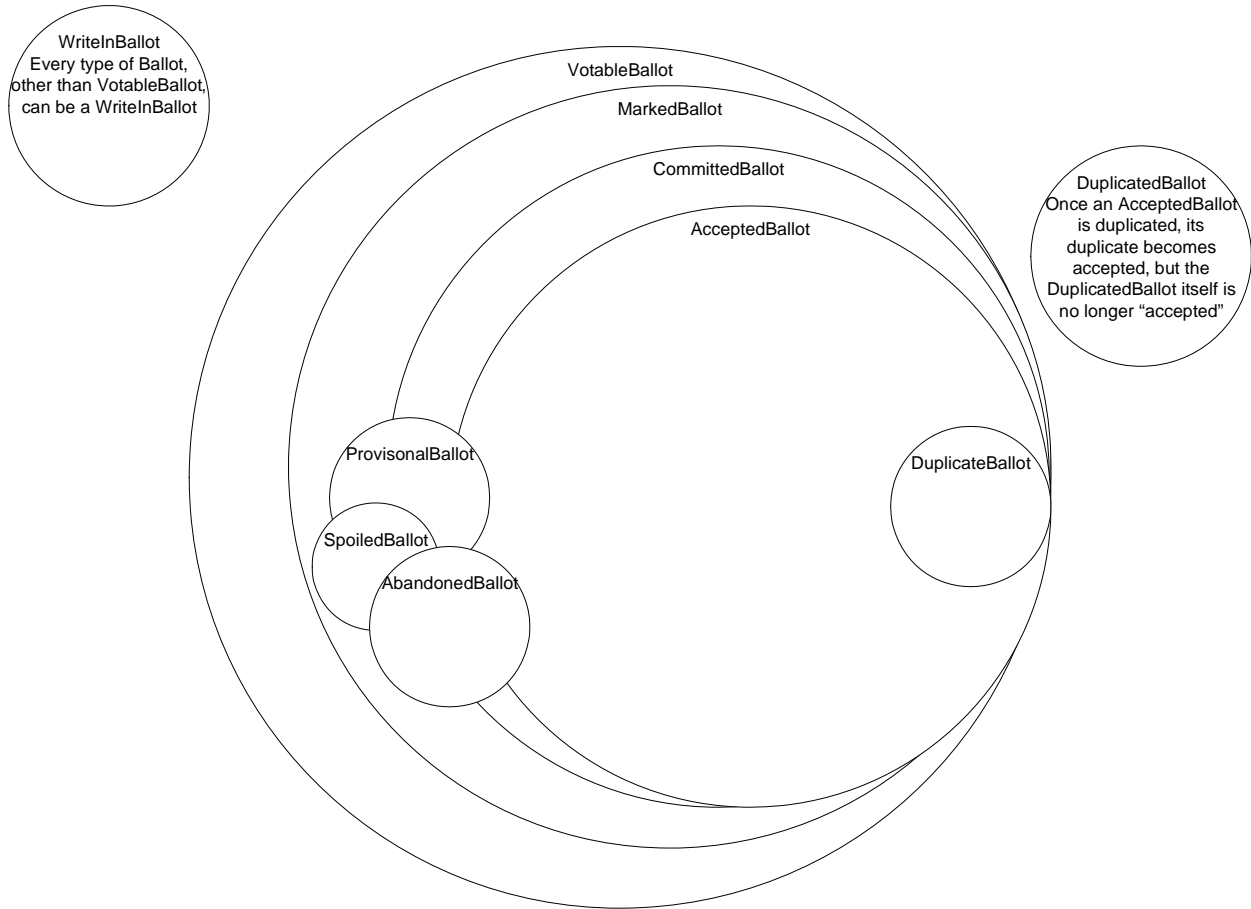 WriteInBallot
Every type of Ballot,
other than VotableBallot,
can be a WriteInBallot
VotableBallot
MarkedBallot
CommittedBallot
AcceptedBallot
DuplicatedBallot
Once an AcceptedBallot
is duplicated, its
duplicate becomes
accepted, but the
DuplicatedBallot itself is
no longer “accepted”
ProvisonalBallot
DuplicateBallot
SpoiledBallot
AbandonedBallot